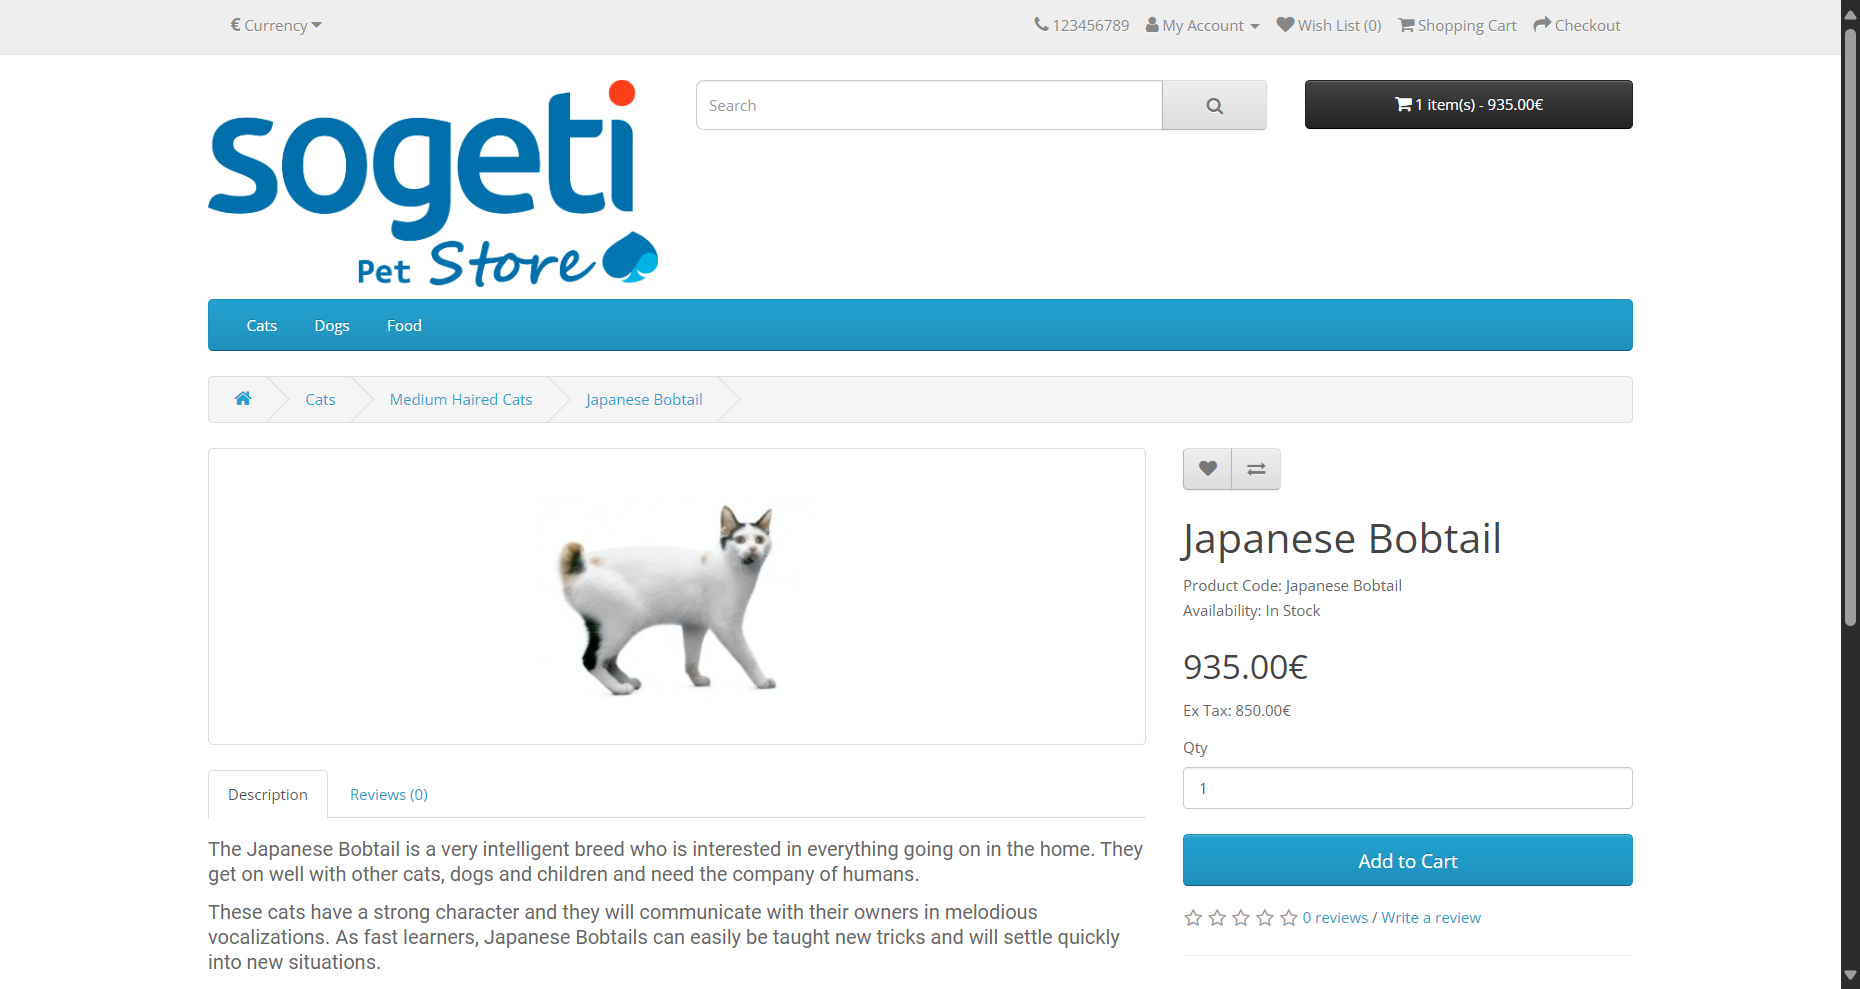 € Currency
123456789 My Account Wish List (0) Shopping Cart Checkout
sogeti
Pet Store
Search
1 item(s) - 935.00€
Cats Dogs Food
Cats Medium Haired Cats Japanese Bobtail
Japanese Bobtail
Product Code: Japanese Bobtail
Availability: In Stock
935.00€
Ex Tax: 850.00€
Qty
1
Add to Cart
0 reviews / Write a review
Description Reviews (0)
The Japanese Bobtail is a very intelligent breed who is interested in everything going on in the home. They
get on well with other cats, dogs and children and need the company of humans.
These cats have a strong character and they will communicate with their owners in melodious
vocalizations. As fast learners, Japanese Bobtails can easily be taught new tricks and will settle quickly
into new situations.